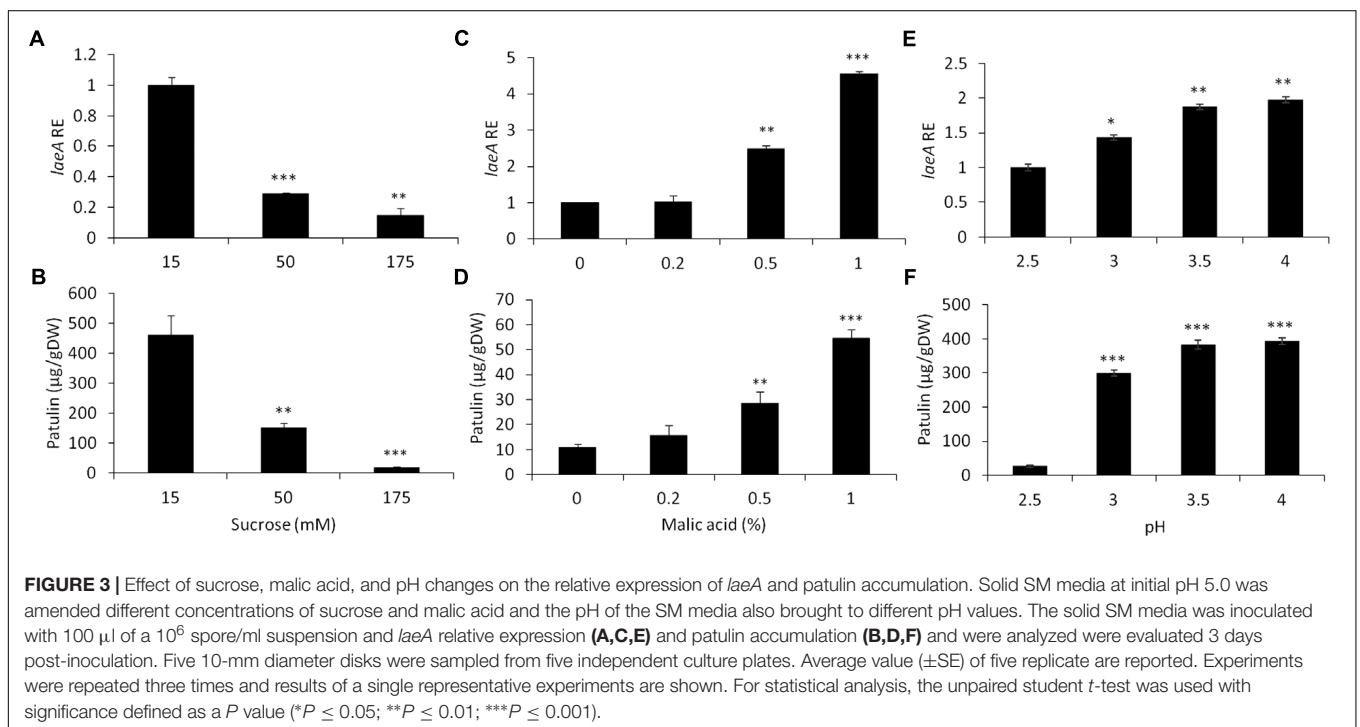 A
C
E
1.2
1
0.8
0.6
0.4
0.2
0
laeA RE
***
**
15 50 175
5
4
3
2
1
0
laeA RE
**
***
0 0.2 0.5 1
2.5
2
1.5
1
0.5
0
laeA RE
*
**
**
2.5 3 3.5 4
B
D
F
600
500
400
300
200
100
0
Patulin (µg/gDW)
**
***
15 50 175
Sucrose (mM)
70
60
50
40
30
20
10
0
Patulin (µg/gDW)
**
***
0 0.2 0.5 1
Malic acid (%)
500
400
300
200
100
0
Patulin (µg/gDW)
***
***
***
2.5 3 3.5 4
pH
FIGURE 3 | Effect of sucrose, malic acid, and pH changes on the relative expression of laeA and patulin accumulation. Solid SM media at initial pH 5.0 was
amended different concentrations of sucrose and malic acid and the pH of the SM media also brought to different pH values. The solid SM media was inoculated
with 100 µl of a 10⁶ spore/ml suspension and laeA relative expression (A,C,E) and patulin accumulation (B,D,F) and were analyzed were evaluated 3 days
post-inoculation. Five 10-mm diameter disks were sampled from five independent culture plates. Average value (±SE) of five replicate are reported. Experiments
were repeated three times and results of a single representative experiments are shown. For statistical analysis, the unpaired student t-test was used with
significance defined as a P value (*P ≤ 0.05; **P ≤ 0.01; ***P ≤ 0.001).